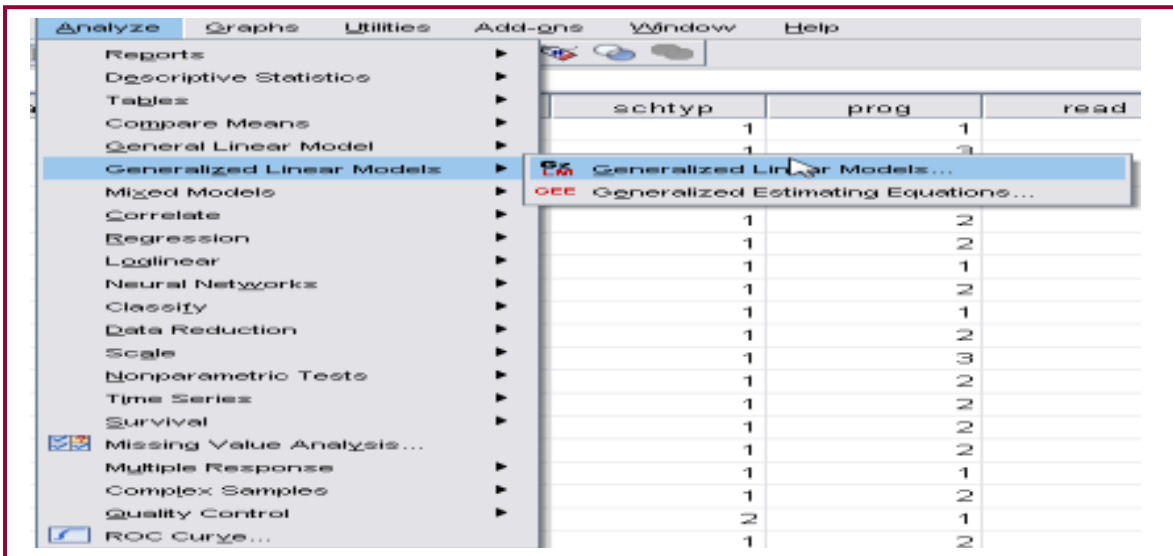 Analyze Graphs Utilities Add-ons Window Help
Reports
Descriptive Statistics
Tables
schtyp prog read
Compare Means
1 1
General Linear Model
1 3
Generalized Linear Models
Generalized Linear Models...
Mixed Models
GEE Generalized Estimating Equations...
Correlate
1 2
Regression
1 2
Loglinear
1 1
Neural Networks
1 2
Classify
1 1
Data Reduction
1 2
Scale
1 3
Nonparametric Tests
1 2
Time Series
1 2
Survival
1 2
Missing Value Analysis...
1 2
Multiple Response
1 1
Complex Samples
1 2
Quality Control
2 1
ROC Curve...
1 2